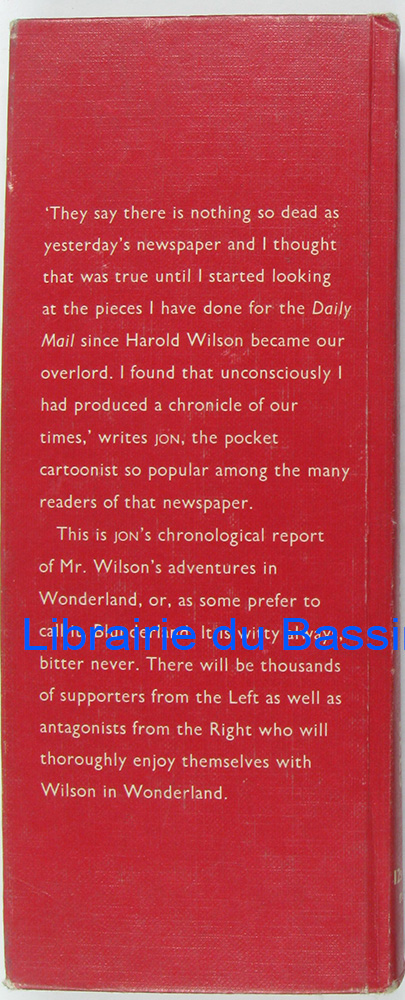 'They say there is nothing so dead as
yesterday's newspaper and I thought
that was true until I started looking
at the pieces I have done for the Daily
Mail since Harold Wilson became our
overlord. I found that unconsciously I
had produced a chronicle of our
times,' writes JON, the pocket
cartoonist so popular among the many
readers of that newspaper.
This is JON's chronological report
of Mr. Wilson's adventures in
Wonderland, or, as some prefer to
call it, Blunderland. It is witty always,
Librairie du Bassin
bitter never. There will be thousands
of supporters from the Left as well as
antagonists from the Right who will
thoroughly enjoy themselves with
Wilson in Wonderland.